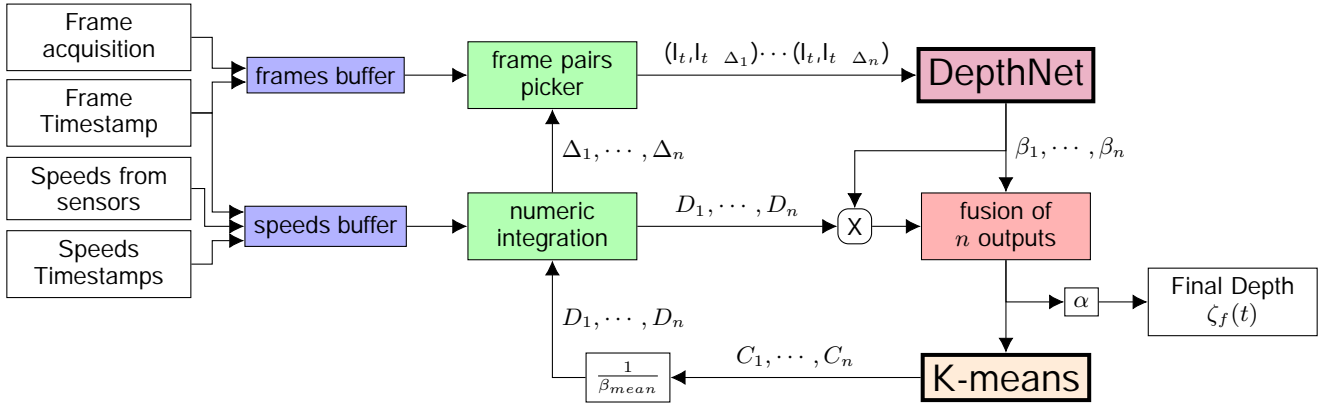 Frame
acquisition
Frame
Timestamp
Speeds from
sensors
Speeds
Timestamps
frames buffer
speeds buffer
frame pairs
picker
numeric
integration
(I_t, I_t Δ_1) ⋯ (I_t, I_t Δ_n)
DepthNet
Δ_1, ⋯ , Δ_n
β_1, ⋯ , β_n
D_1, ⋯ , D_n
X
fusion of
n outputs
α
Final Depth
ζ_f(t)
D_1, ⋯ , D_n
1
β_mean
C_1, ⋯ , C_n
K-means